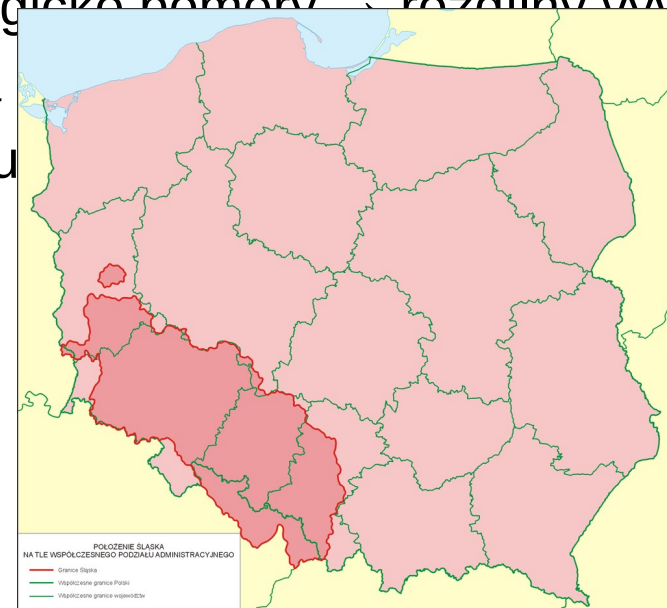 POŁOŻENIE ŚLĄSKA
NA TLE WSPÓŁCZESNEGO PODZIAŁU ADMINISTRACYJNEGO
Granice Śląska
Współczesne granice Polski
Współczesne granice województw